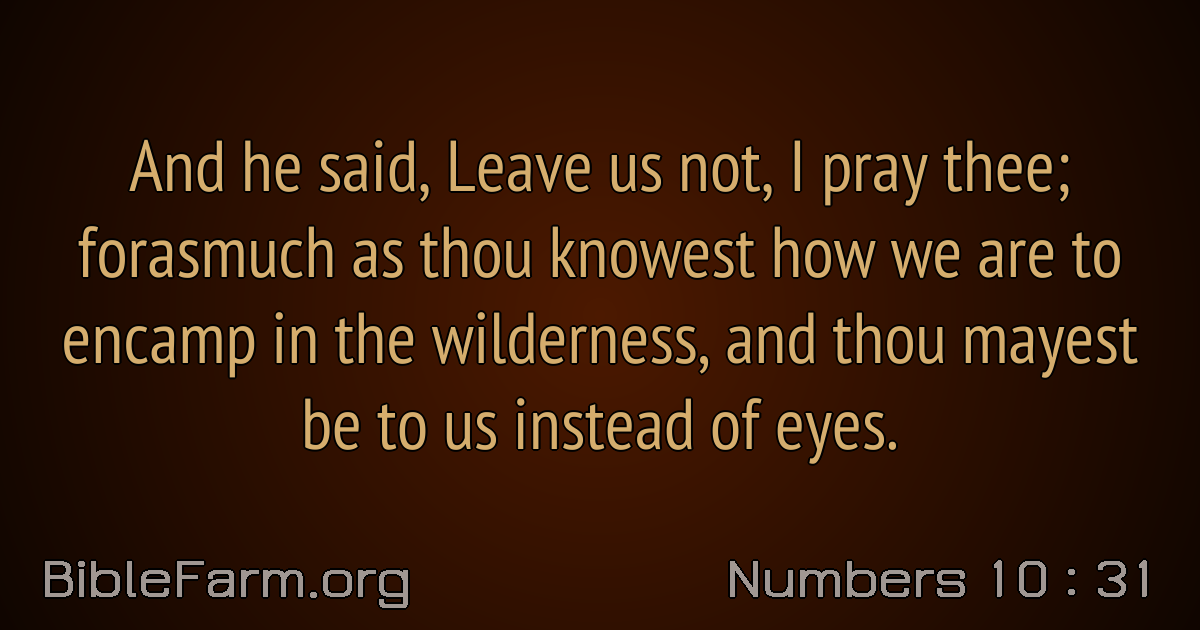 And he said, Leave us not, I pray thee;
forasmuch as thou knowest how we are to
encamp in the wilderness, and thou mayest
be to us instead of eyes.
BibleFarm.org
Numbers 10 : 31